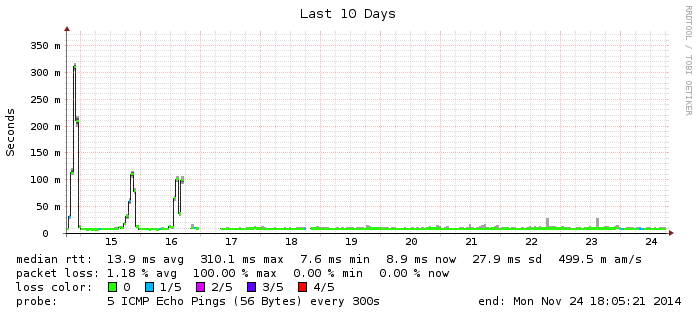 Last 10 Days
RRDTOOL / TOBI OETIKER
Seconds
350 m
300 m
250 m
200 m
150 m
100 m
50 m
0
15 16 17 18 19 20 21 22 23 24
median rtt: 13.9 ms avg 310.1 ms max 7.6 ms min 8.9 ms now 27.9 ms sd 499.5 m am/s
packet loss: 1.18 % avg 100.00 % max 0.00 % min 0.00 % now
loss color: 0 1/5 2/5 3/5 4/5
probe: 5 ICMP Echo Pings (56 Bytes) every 300s end: Mon Nov 24 18:05:21 2014